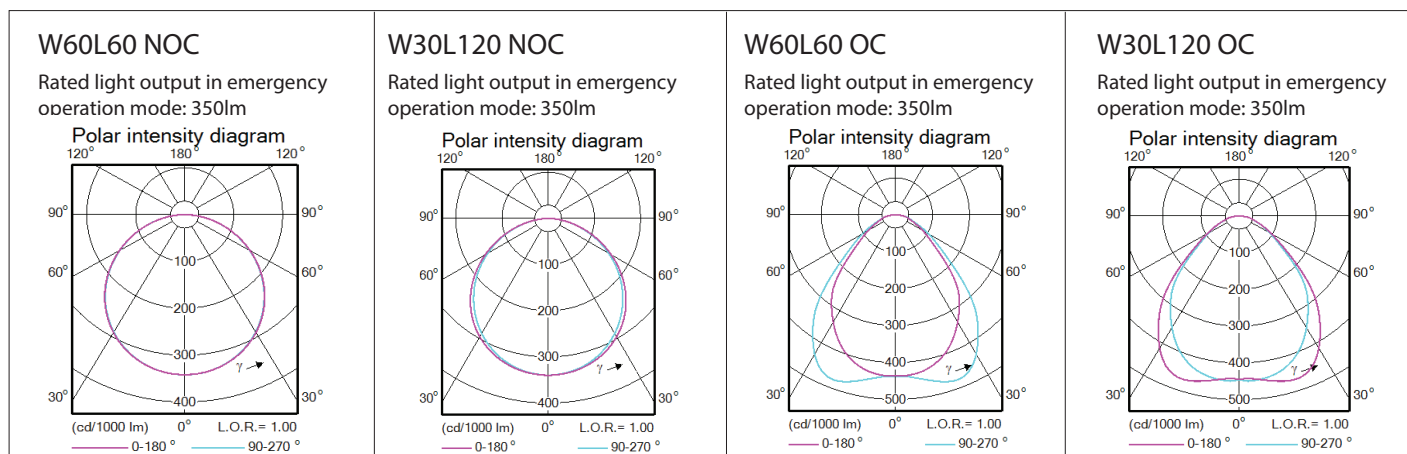 W60L60 NOC
Rated light output in emergency
operation mode: 350lm
Polar intensity diagram
120° 180° 120°
90° 90°
100
60° 60°
200
300
γ
30° 400 30°
(cd/1000 lm) 0° L.O.R.= 1.00
0-180 ° 90-270 °
W30L120 NOC
Rated light output in emergency
operation mode: 350lm
Polar intensity diagram
120° 180° 120°
90° 90°
100
60° 60°
200
300
γ
30° 400 30°
(cd/1000 lm) 0° L.O.R.= 1.00
0-180 ° 90-270 °
W60L60 OC
Rated light output in emergency
operation mode: 350lm
Polar intensity diagram
120° 180° 120°
90° 90°
100
60° 60°
200
300
400
γ
30° 500 30°
(cd/1000 lm) 0° L.O.R.= 1.00
0-180 ° 90-270 °
W30L120 OC
Rated light output in emergency
operation mode: 350lm
Polar intensity diagram
120° 180° 120°
90° 90°
100
60° 60°
200
300
400
γ
30° 500 30°
(cd/1000 lm) 0° L.O.R.= 1.00
0-180 ° 90-270 °